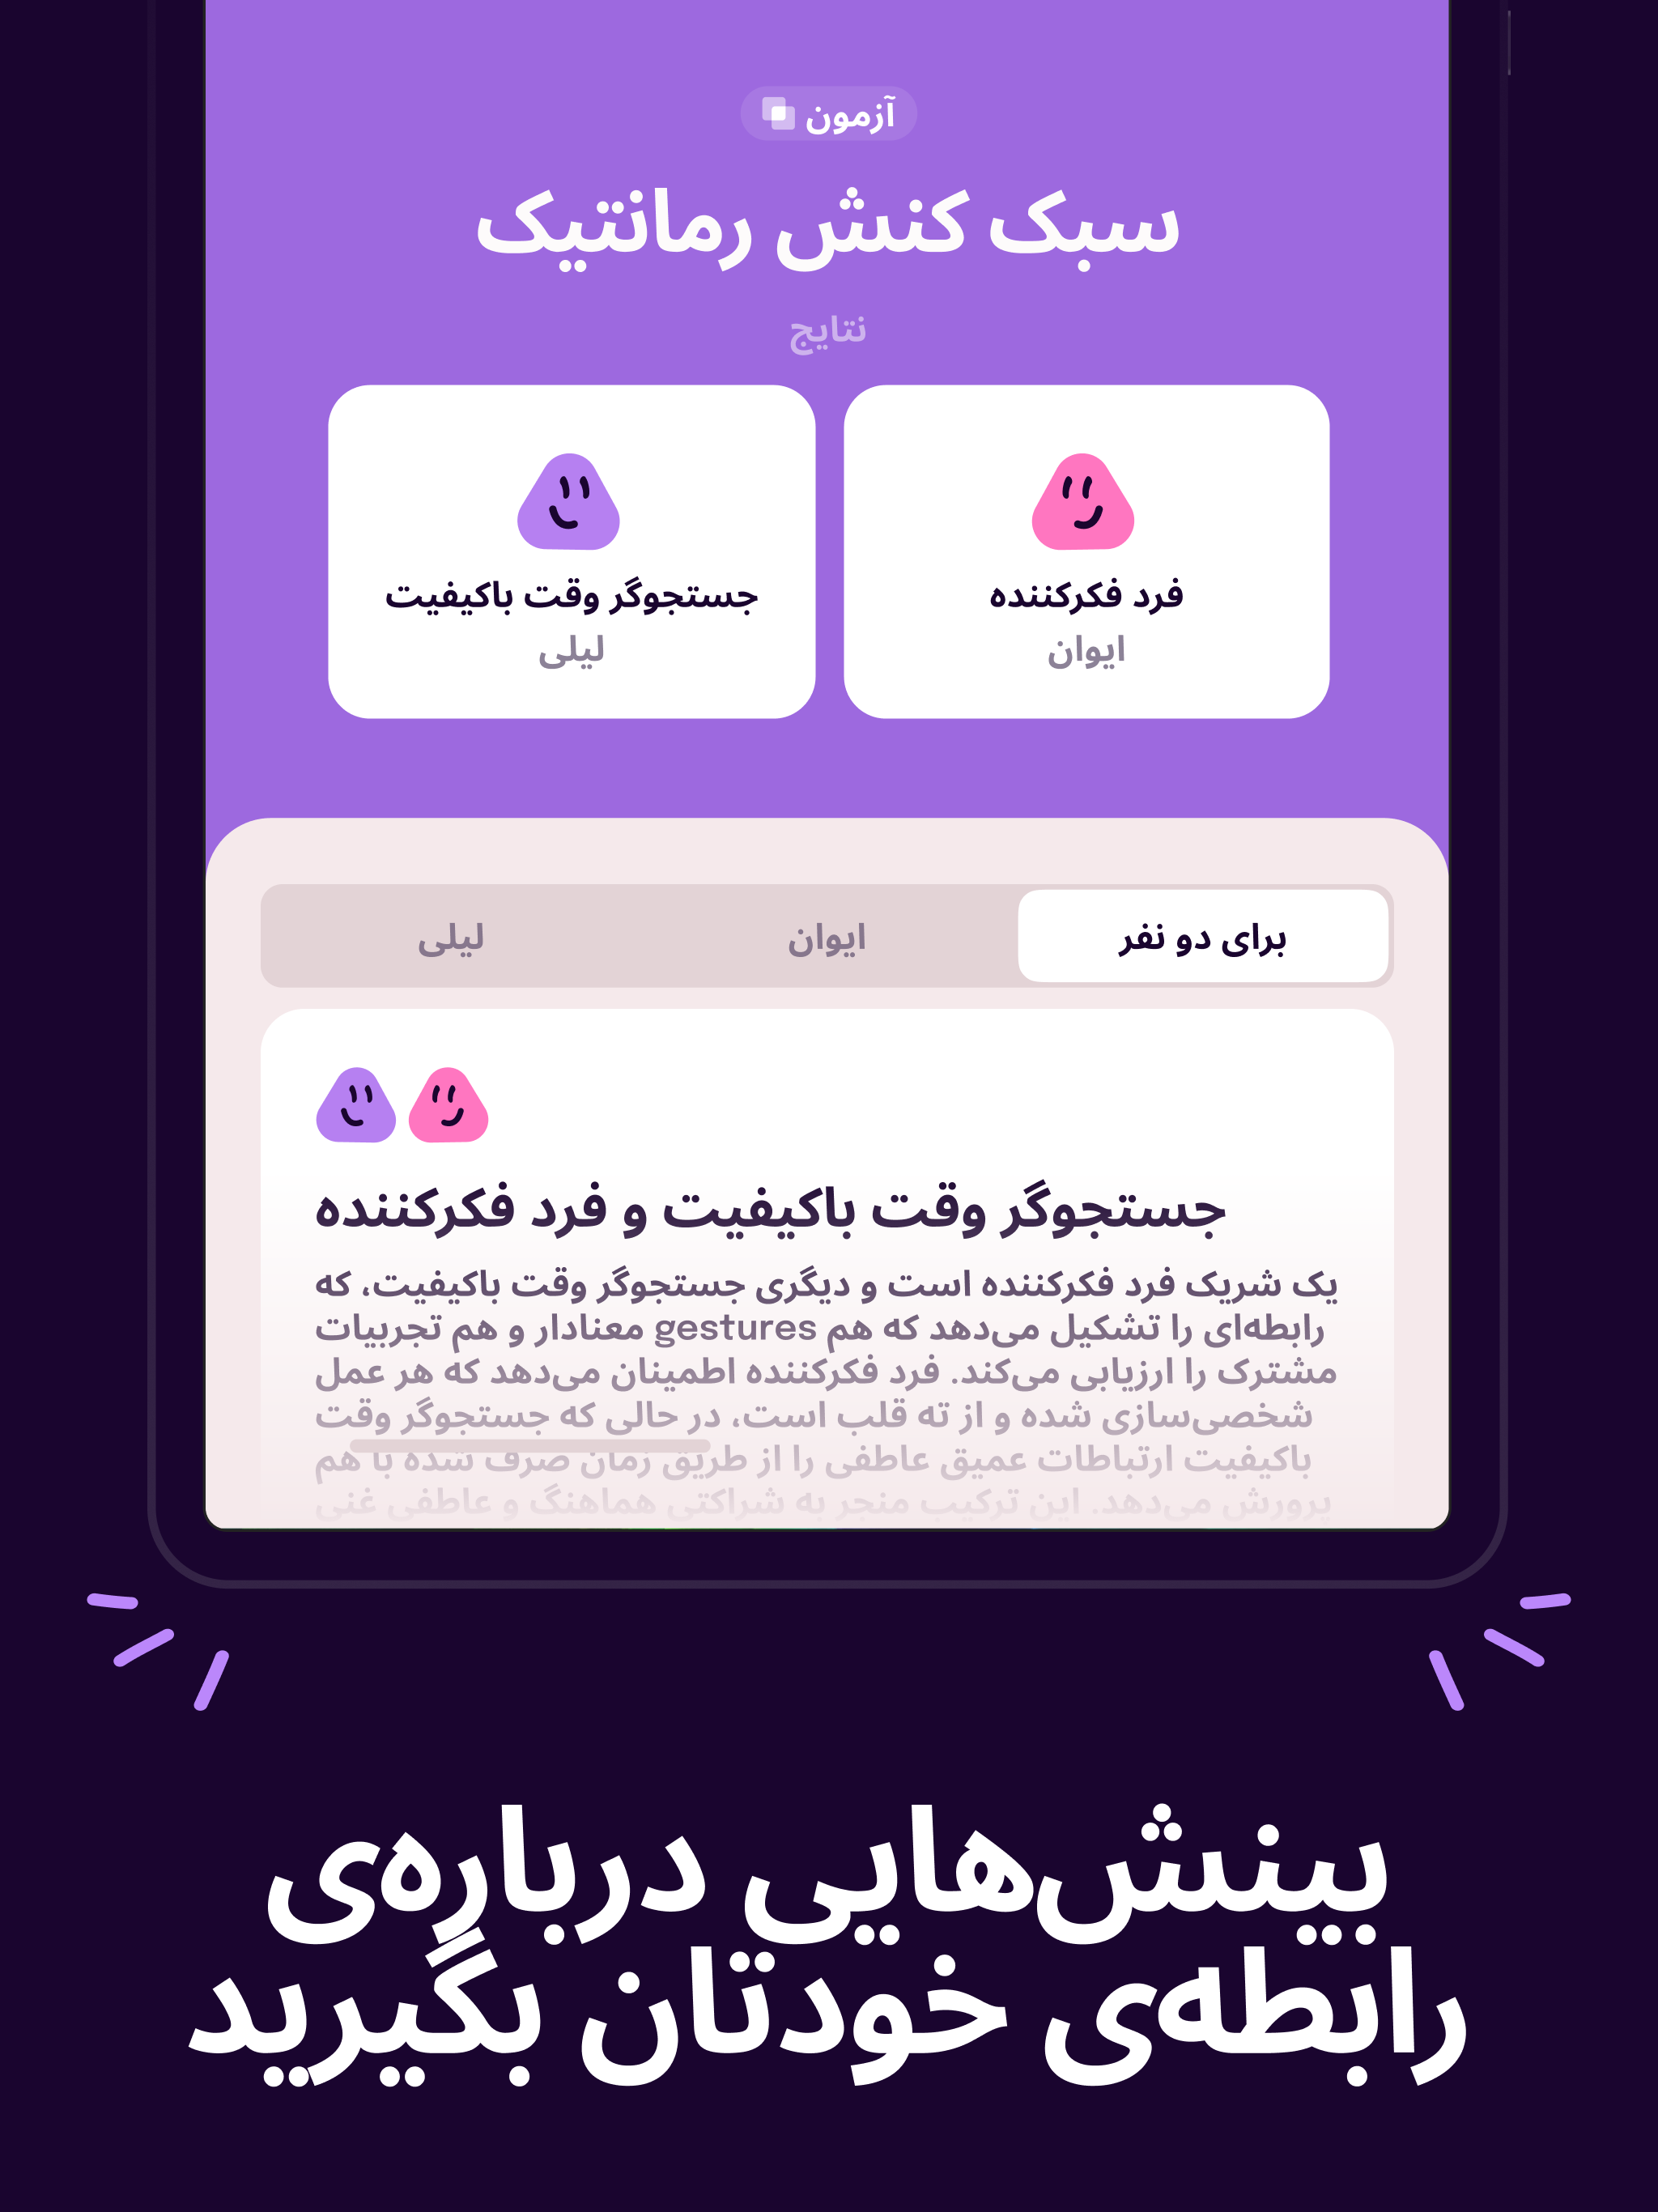 آزمون
سبک کنش رمانتیک
نتایج
فرد فکرکننده
ایوان
جستجوگر وقت باکیفیت
لیلی
برای دو نفر
ایوان
لیلی
جستجوگر وقت باکیفیت و فرد فکرکننده
یک شریک فرد فکرکننده است و دیگری جستجوگر وقت باکیفیت، که
رابطه‌ای را تشکیل می‌دهد که هم gestures معنادار و هم تجربیات
مشترک را ارزیابی می‌کند. فرد فکرکننده اطمینان می‌دهد که هر عمل
شخصی‌سازی شده و از ته قلب است، در حالی که جستجوگر وقت
باکیفیت ارتباطات عمیق عاطفی را از طریق زمان صرف شده با هم
پرورش می‌دهد. این ترکیب منجر به شراکتی هماهنگ و عاطفی غنی
بینش‌هایی درباره‌ی
رابطه‌ی خودتان بگیرید